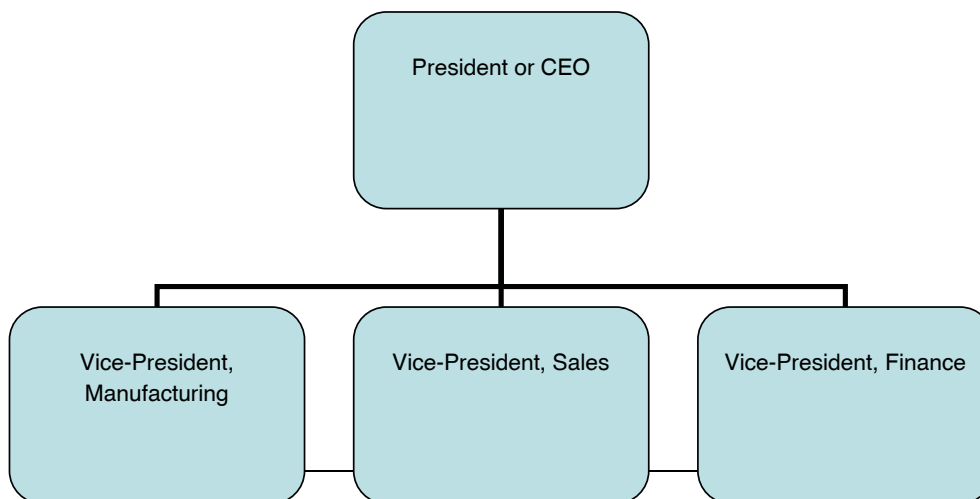 President or CEO
Vice-President,
Manufacturing
Vice-President, Sales
Vice-President, Finance